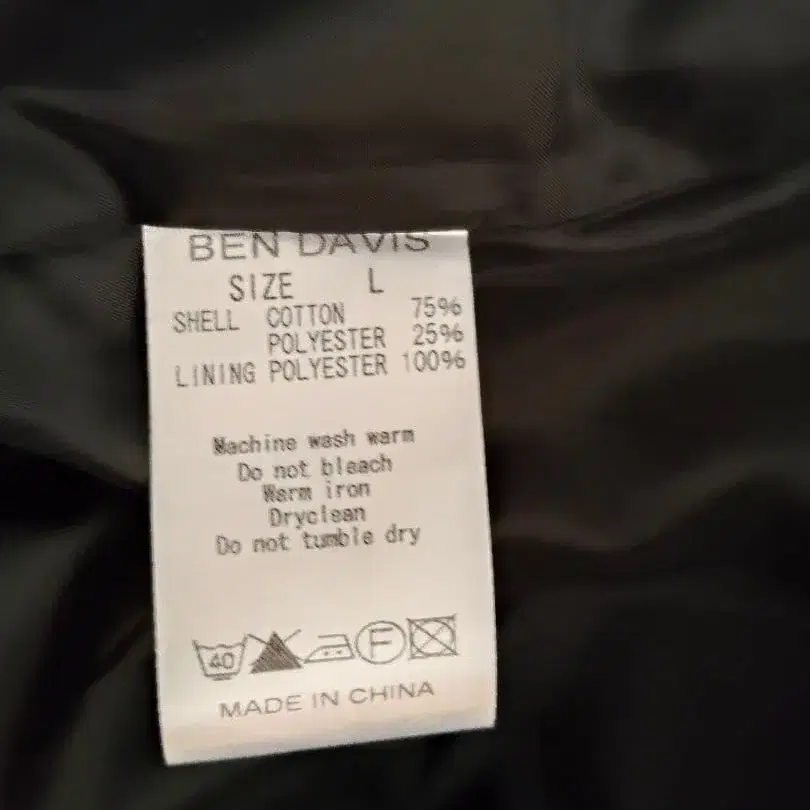 BEN DAVIS
SIZE L
SHELL COTTON 75%
POLYESTER 25%
LINING POLYESTER 100%
Machine wash warm
Do not bleach
Warm iron
Dryclean
Do not tumble dry
40 F
MADE IN CHINA